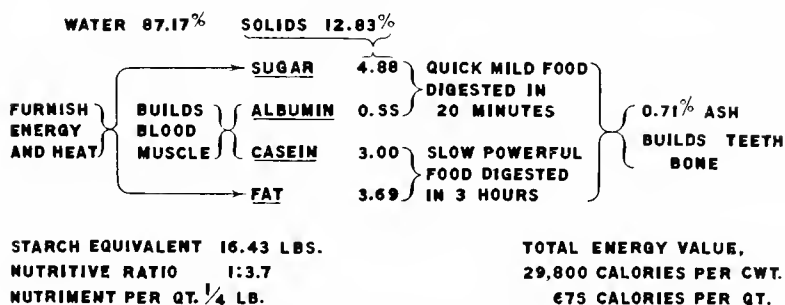 WATER 87.17% SOLIDS 12.83%
SUGAR 4.88 QUICK MILD FOOD
DIGESTED IN
FURNISH BUILDS ALBUMIN 0.55 20 MINUTES 0.71% ASH
ENERGY BLOOD BUILDS TEETH
AND HEAT MUSCLE CASEIN 3.00 SLOW POWERFUL BONE
FOOD DIGESTED
FAT 3.69 IN 3 HOURS
STARCH EQUIVALENT 16.43 LBS. TOTAL ENERGY VALUE,
NUTRITIVE RATIO 1:3.7 29,800 CALORIES PER CWT.
NUTRIMENT PER QT. 1/4 LB. 675 CALORIES PER QT.